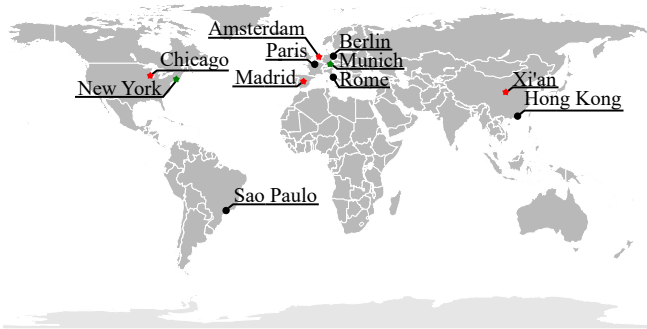 Amsterdam
Berlin
Paris
Chicago
Munich
Madrid
Rome
Xi'an
New York
Hong Kong
Sao Paulo